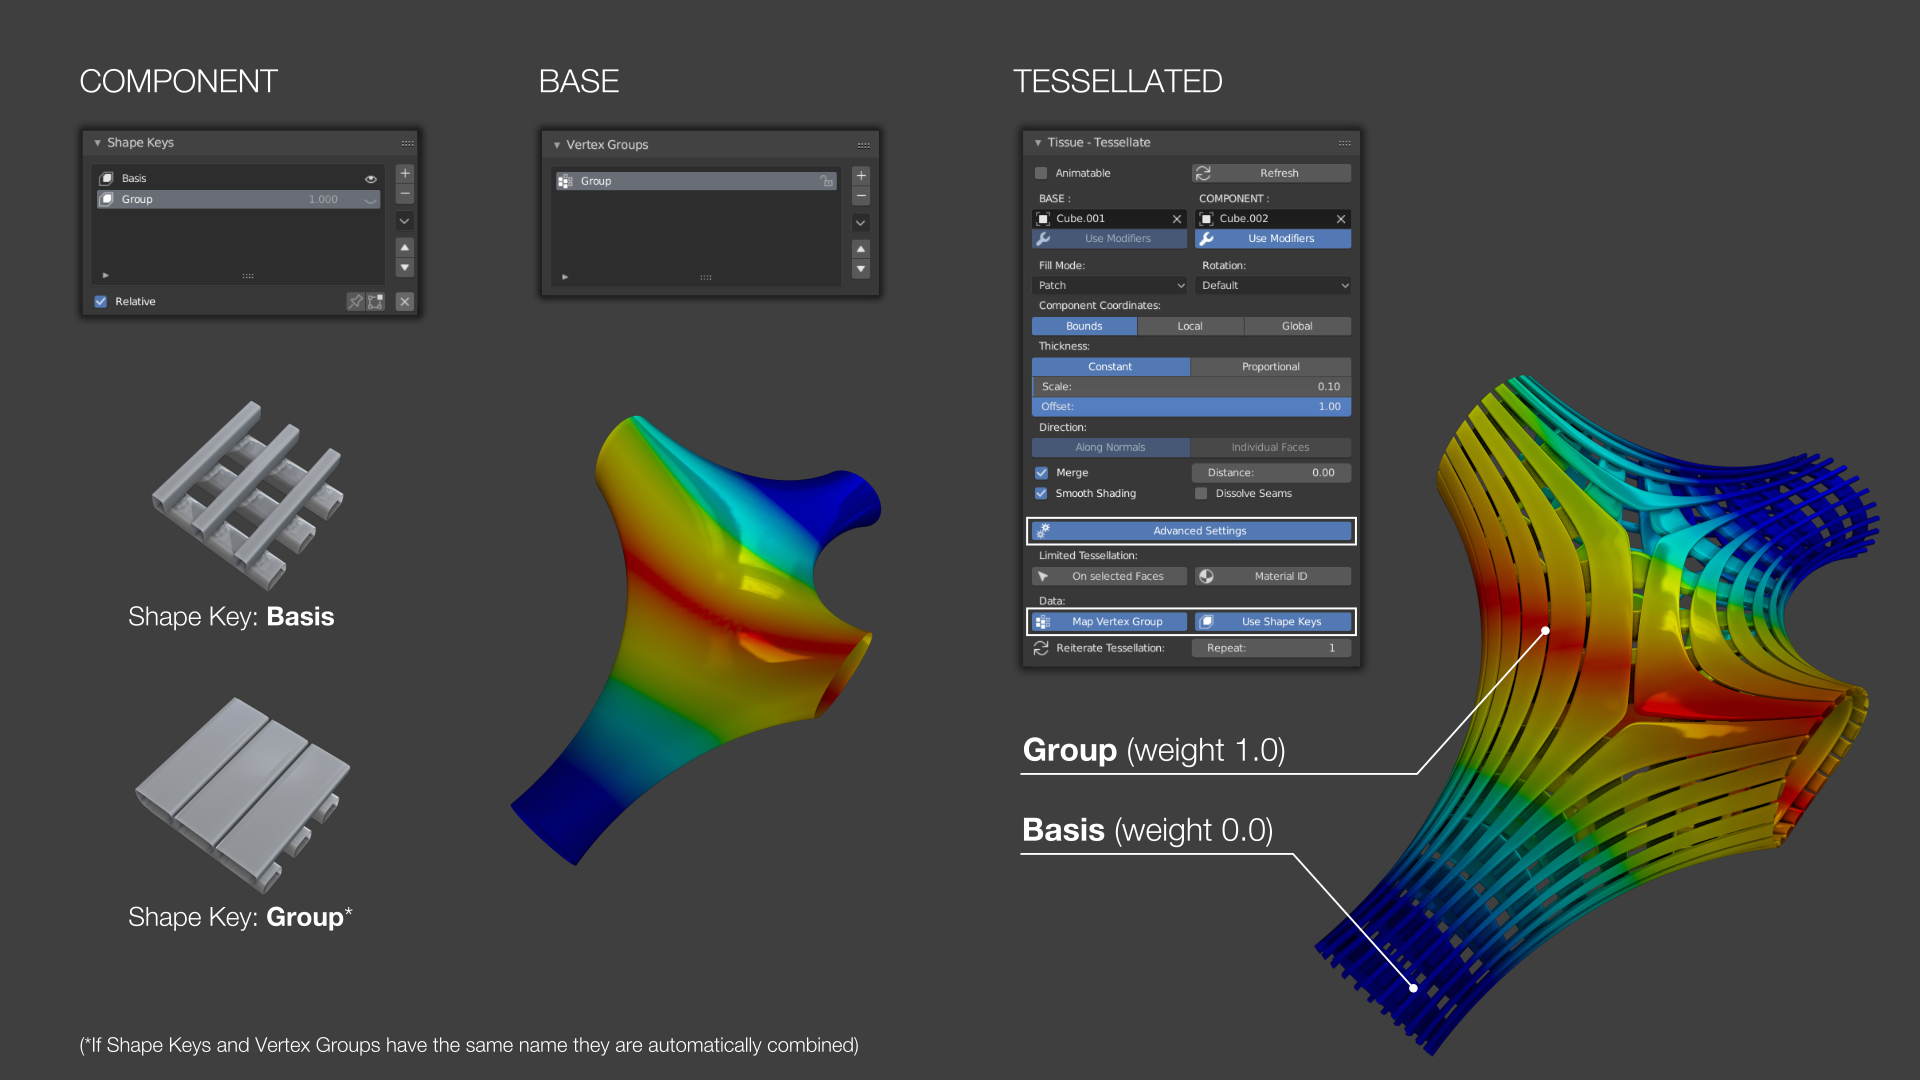 COMPONENT
BASE
TESSELLATED
Shape Keys
Basis
Group 1.000
Relative
Vertex Groups
Group
Tissue - Tessellate
Animatable Refresh
BASE : COMPONENT :
Cube.001 Cube.002
Use Modifiers Use Modifiers
Fill Mode: Rotation:
Patch Default
Component Coordinates:
Bounds Local Global
Thickness:
Constant Proportional
Scale: 0.10
Offset: 1.00
Direction:
Along Normals Individual Faces
Merge Distance: 0.00
Smooth Shading Dissolve Seams
Advanced Settings
Limited Tessellation:
On selected Faces Material ID
Data:
Map Vertex Group Use Shape Keys
Reiterate Tessellation: Repeat: 1
Shape Key: Basis
Shape Key: Group*
Group (weight 1.0)
Basis (weight 0.0)
(*If Shape Keys and Vertex Groups have the same name they are automatically combined)